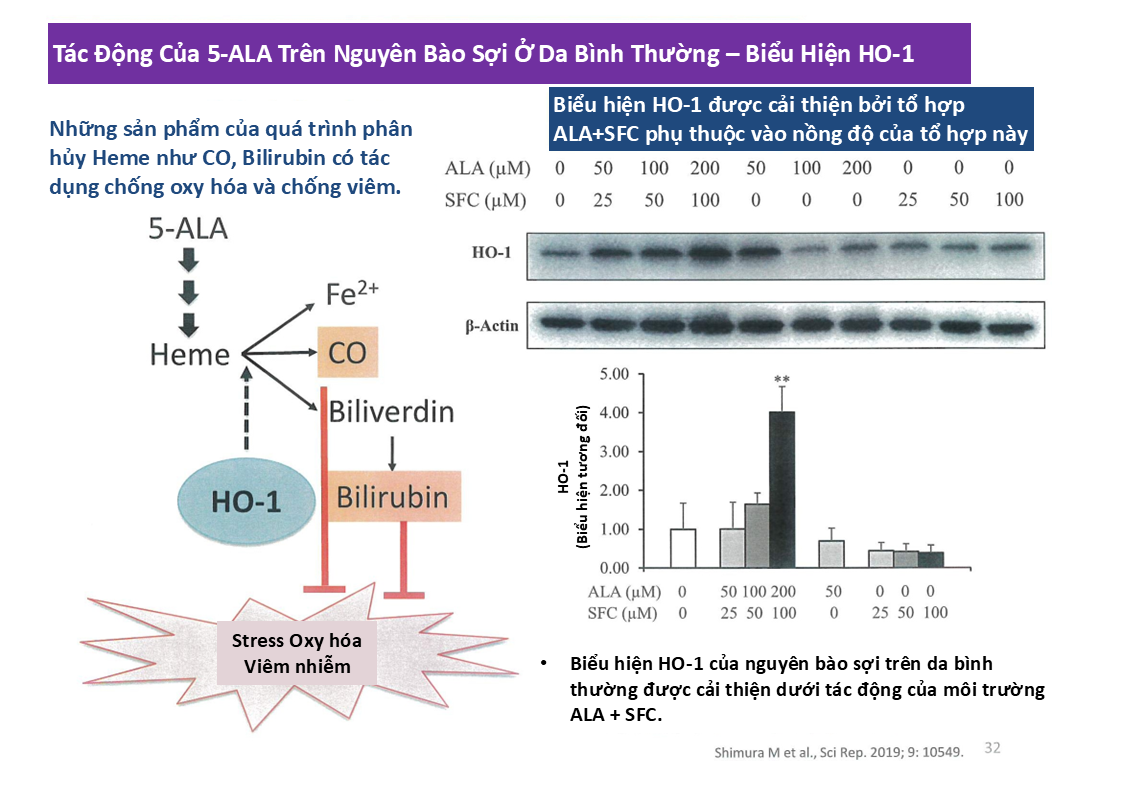 Tác Động Của 5-ALA Trên Nguyên Bào Sợi Ở Da Bình Thường – Biểu Hiện HO-1
Những sản phẩm của quá trình phân
hủy Heme như CO, Bilirubin có tác
dụng chống oxy hóa và chống viêm.
5-ALA
Heme
Fe2+
CO
Biliverdin
HO-1
Bilirubin
Stress Oxy hóa
Viêm nhiễm
Biểu hiện HO-1 được cải thiện bởi tổ hợp
ALA+SFC phụ thuộc vào nồng độ của tổ hợp này
ALA (µM) 0 50 100 200 50 100 200 0 0 0
SFC (µM) 0 25 50 100 0 0 0 25 50 100
HO-1
β-Actin
HO-1
(Biểu hiện tương đối)
5.00
4.00
3.00
2.00
1.00
0.00
**
ALA (µM) 0 50 100 200 50 0 0 0
SFC (µM) 0 25 50 100 0 25 50 100
• Biểu hiện HO-1 của nguyên bào sợi trên da bình
thường được cải thiện dưới tác động của môi trường
ALA + SFC.
Shimura M et al., Sci Rep. 2019; 9: 10549.
32